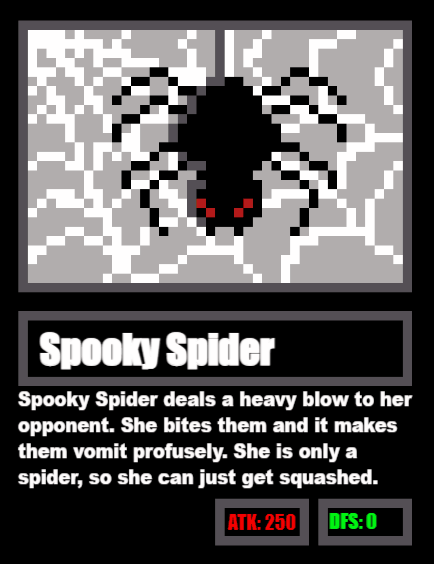 Spooky Spider
Spooky Spider deals a heavy blow to her
opponent. She bites them and it makes
them vomit profusely. She is only a
spider, so she can just get squashed.
ATK: 250
DFS: 0